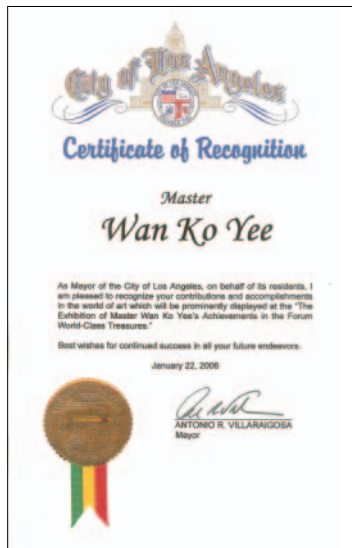 City of Los Angeles
Certificate of Recognition
Master
Wan Ko Yee
As Mayor of the City of Los Angeles, on behalf of its residents, I
am pleased to recognize your contributions and accomplishments
in the world of art which will be prominently displayed at the "The
Exhibition of Master Wan Ko Yee's Achievements in the Forum
World-Class Treasures."
Best wishes for continued success in all your future endeavors.
January 22, 2006
ANTONIO R. VILLARAIGOSA
Mayor